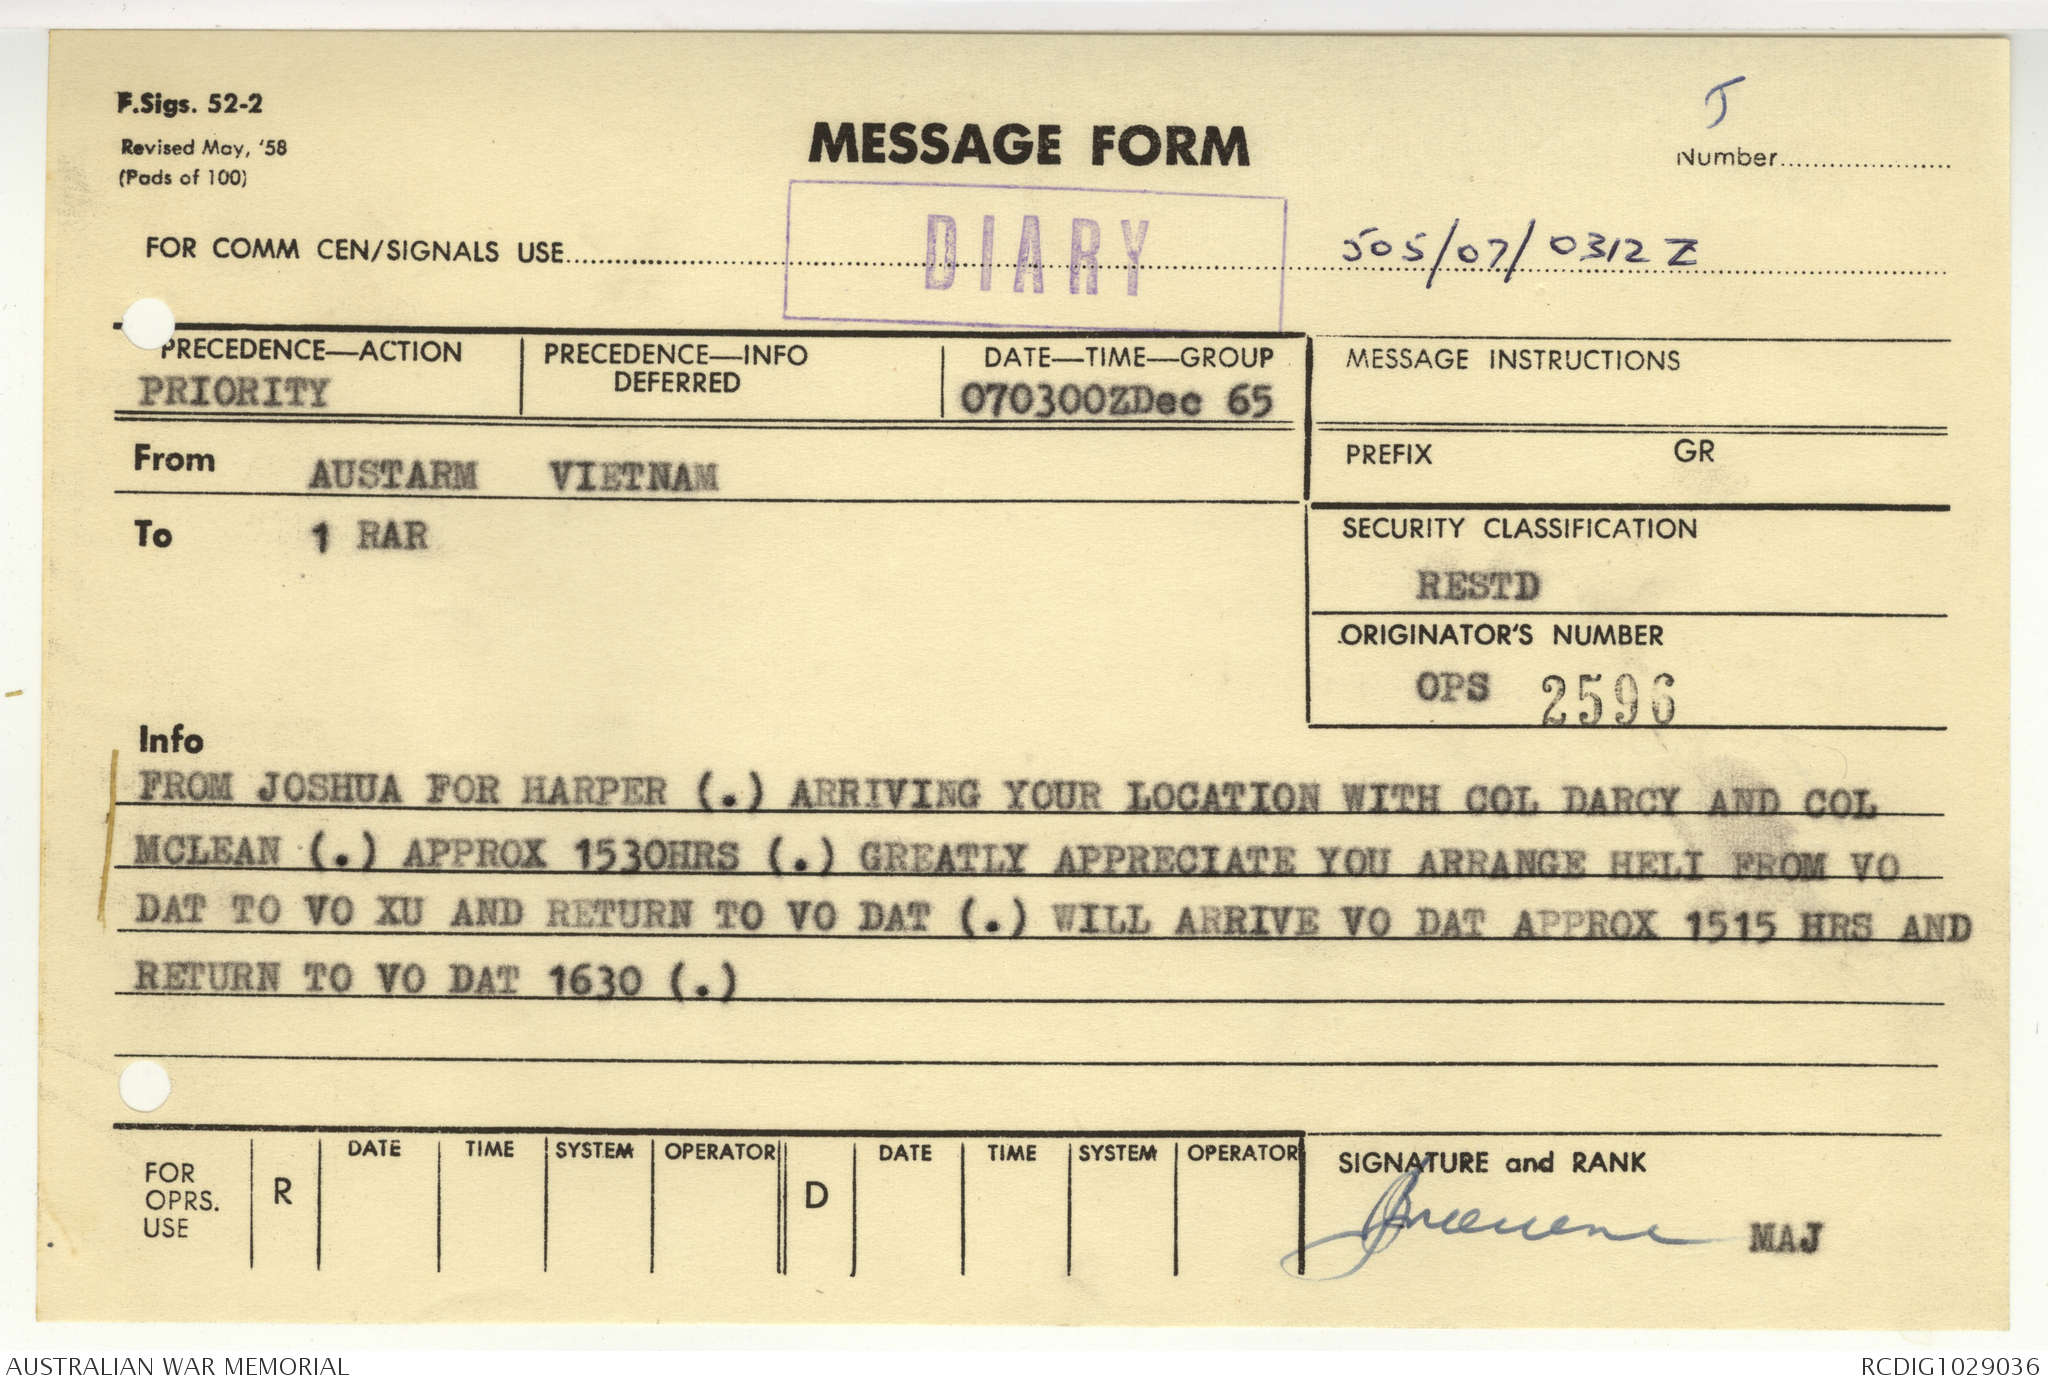 F.Sigs. 52-2
Revised May, '58
(Pads of 100)
MESSAGE FORM
J
Number
DIARY
FOR COMM CEN/SIGNALS USE
505/07/0312Z
PRECEDENCE—ACTION
PRIORITY
PRECEDENCE—INFO
DEFERRED
DATE—TIME—GROUP
070300ZDec 65
MESSAGE INSTRUCTIONS
From AUSTARM VIETNAM
PREFIX GR
To 1 RAR
SECURITY CLASSIFICATION
RESTD
ORIGINATOR'S NUMBER
OPS 2596
Info
FROM JOSHUA FOR HARPER (.) ARRIVING YOUR LOCATION WITH COL DARCY AND COL
MCLEAN (.) APPROX 1530HRS (.) GREATLY APPRECIATE YOU ARRANGE HELI FROM VO
DAT TO VO XU AND RETURN TO VO DAT (.) WILL ARRIVE VO DAT APPROX 1515 HRS AND
RETURN TO VO DAT 1630 (.)
FOR
OPRS.
USE
R
DATE TIME SYSTEM OPERATOR
D
DATE TIME SYSTEM OPERATOR
SIGNATURE and RANK
MAJ
AUSTRALIAN WAR MEMORIAL
RCDIG1029036